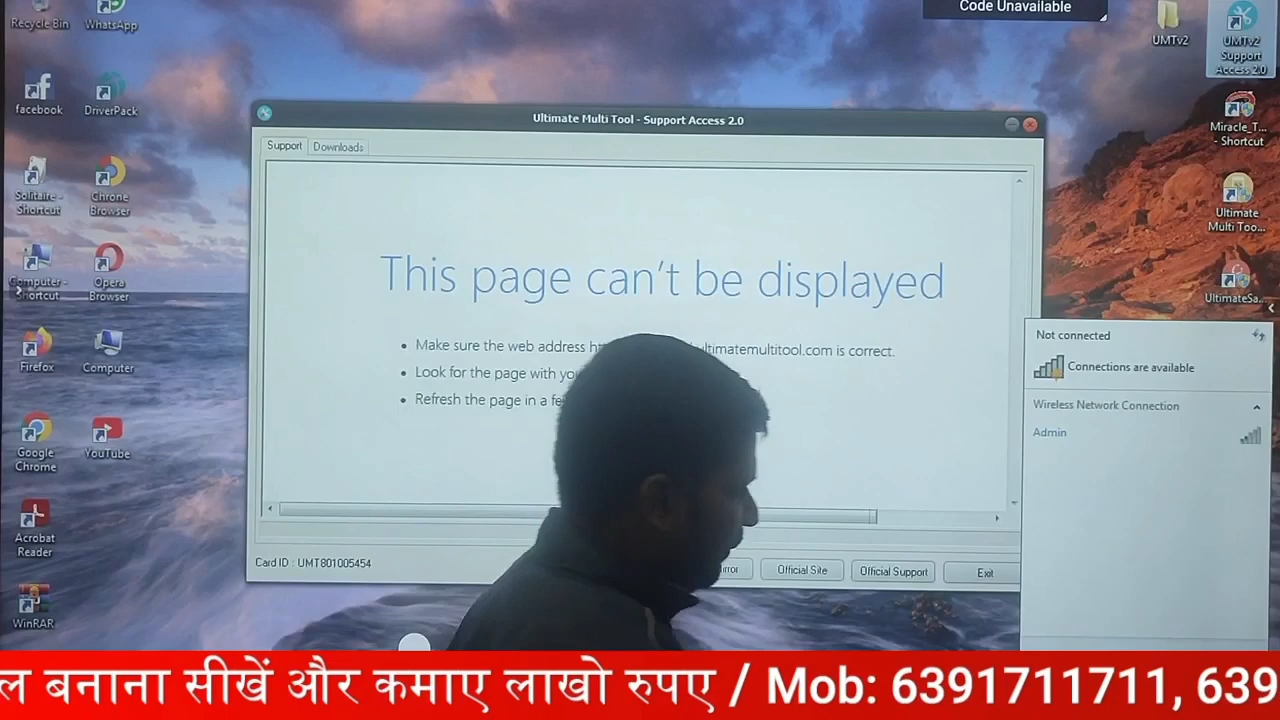 Code Unavailable
Recycle Bin
WhatsApp
facebook
DriverPack
Solitaire -
Shortcut
Chrone
Browser
Computer -
Shortcut
Opera
Browser
Firefox
Computer
Google
Chrome
YouTube
Acrobat
Reader
WinRAR
UMTv2
UMTv2
Support
Access 2.0
Miracle_T...
- Shortcut
Ultimate
Multi Too...
UltimateSa...
Ultimate Multi Tool - Support Access 2.0
Support
Downloads
This page can't be displayed
Make sure the web address ultimatemultitool.com is correct.
Look for the page with
Refresh the page in a
Card ID : UMT801005454
Official Site
Official Support
Exit
Not connected
Connections are available
Wireless Network Connection
Admin
ल बनाना सीखें और कमाए लाखो रुपए / Mob: 6391711711, 639